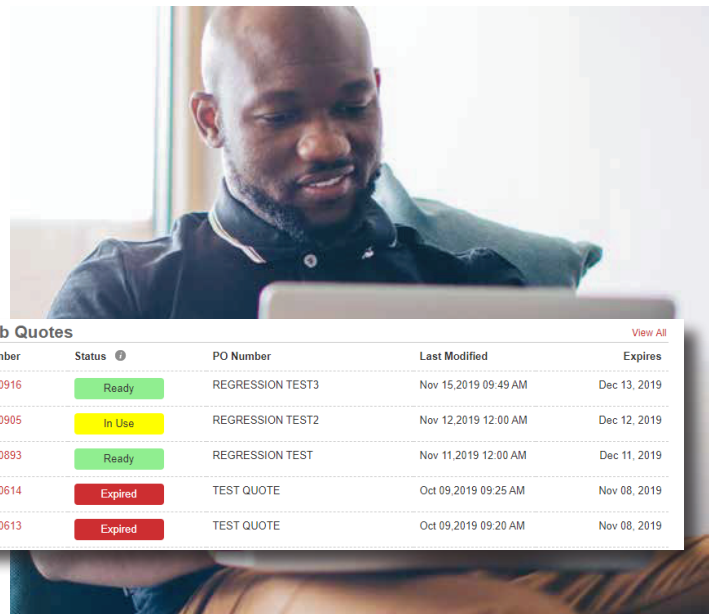 b Quotes View All
mber Status i PO Number Last Modified Expires
0916 Ready REGRESSION TEST3 Nov 15,2019 09:49 AM Dec 13, 2019
0905 In Use REGRESSION TEST2 Nov 12,2019 12:00 AM Dec 12, 2019
0893 Ready REGRESSION TEST Nov 11,2019 12:00 AM Dec 11, 2019
0614 Expired TEST QUOTE Oct 09,2019 09:25 AM Nov 08, 2019
0613 Expired TEST QUOTE Oct 09,2019 09:20 AM Nov 08, 2019